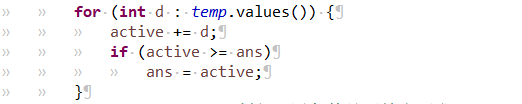 for (int d : temp.values()) {
active += d;
if (active >= ans)
ans = active;
}